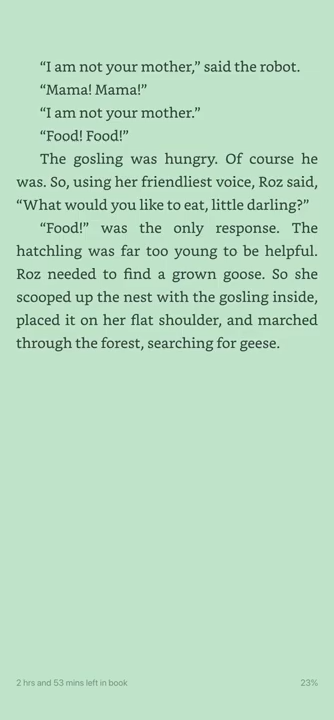 “I am not your mother,” said the robot.
“Mama! Mama!”
“I am not your mother.”
“Food! Food!”
The gosling was hungry. Of course he
was. So, using her friendliest voice, Roz said,
“What would you like to eat, little darling?”
“Food!” was the only response. The
hatchling was far too young to be helpful.
Roz needed to find a grown goose. So she
scooped up the nest with the gosling inside,
placed it on her flat shoulder, and marched
through the forest, searching for geese.
2 hrs and 53 mins left in book 23%